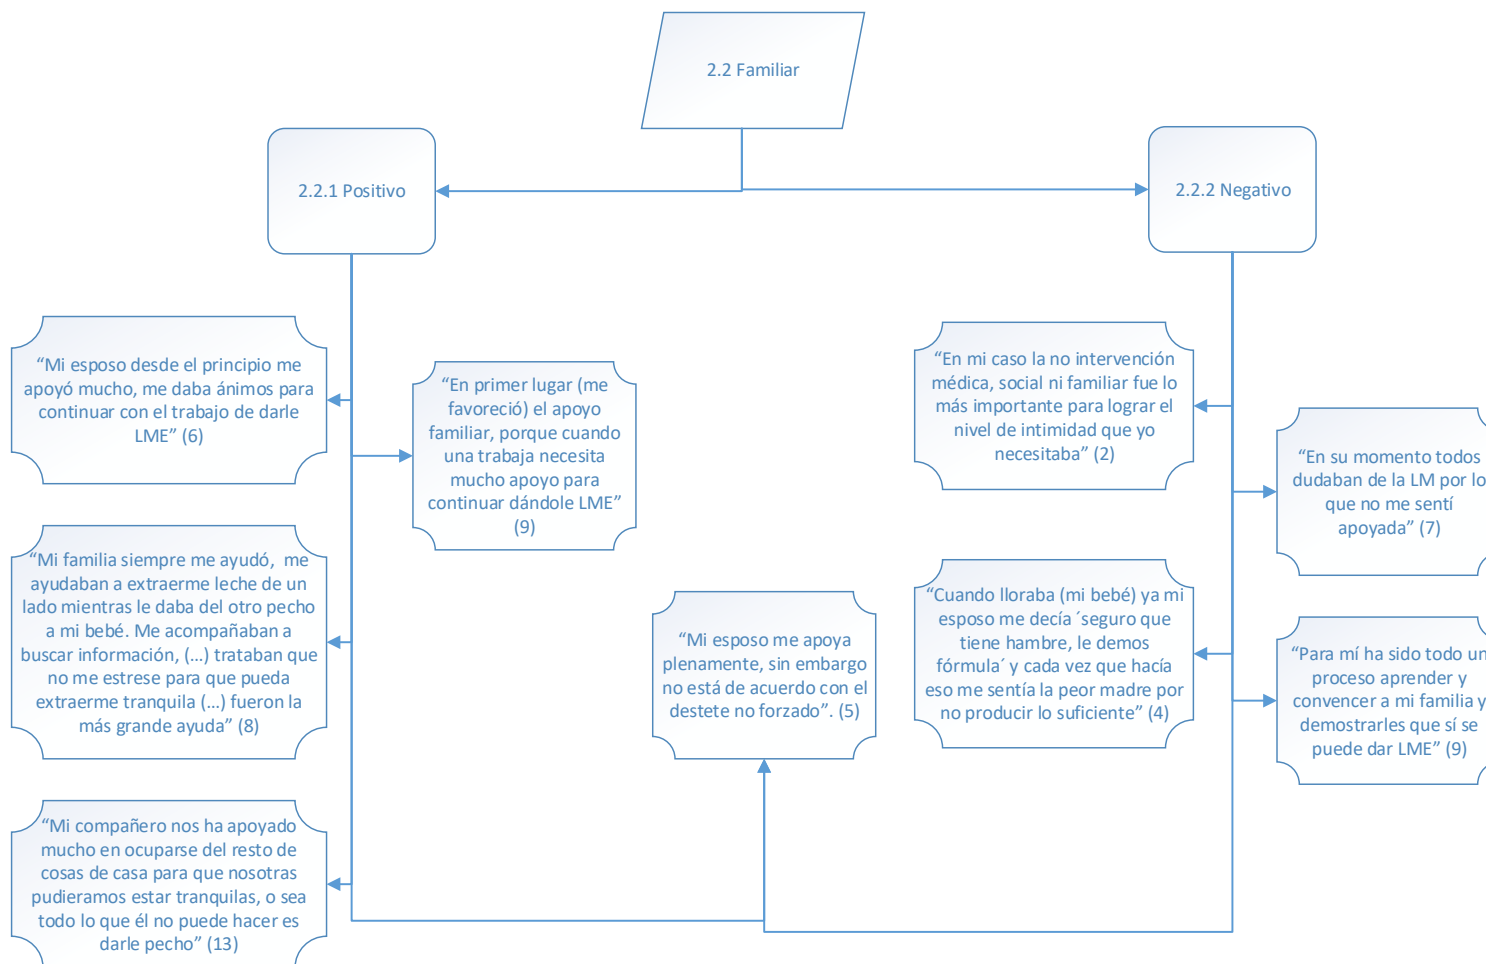 2.2 Familiar
2.2.1 Positivo
2.2.2 Negativo
“Mi esposo desde el principio me
apoyó mucho, me daba ánimos para
continuar con el trabajo de darle
LME” (6)
“En primer lugar (me
favoreció) el apoyo
familiar, porque cuando
una trabaja necesita
mucho apoyo para
continuar dándole LME”
(9)
“Mi familia siempre me ayudó, me
ayudaban a extraerme leche de un
lado mientras le daba del otro pecho
a mi bebé. Me acompañaban a
buscar información, (...) trataban que
no me estrese para que pueda
extraerme tranquila (...) fueron la
más grande ayuda” (8)
“Mi compañero nos ha apoyado
mucho en ocuparse del resto de
cosas de casa para que nosotras
pudieramos estar tranquilas, o sea
todo lo que él no puede hacer es
darle pecho” (13)
“Mi esposo me apoya
plenamente, sin embargo
no está de acuerdo con el
destete no forzado”. (5)
“En mi caso la no intervención
médica, social ni familiar fue lo
más importante para lograr el
nivel de intimidad que yo
necesitaba” (2)
“Cuando lloraba (mi bebé) ya mi
esposo me decía ´seguro que
tiene hambre, le demos
fórmula´ y cada vez que hacía
eso me sentía la peor madre por
no producir lo suficiente” (4)
“En su momento todos
dudaban de la LM por lo
que no me sentí
apoyada” (7)
“Para mí ha sido todo un
proceso aprender y
convencer a mi familia y
demostrarles que sí se
puede dar LME” (9)